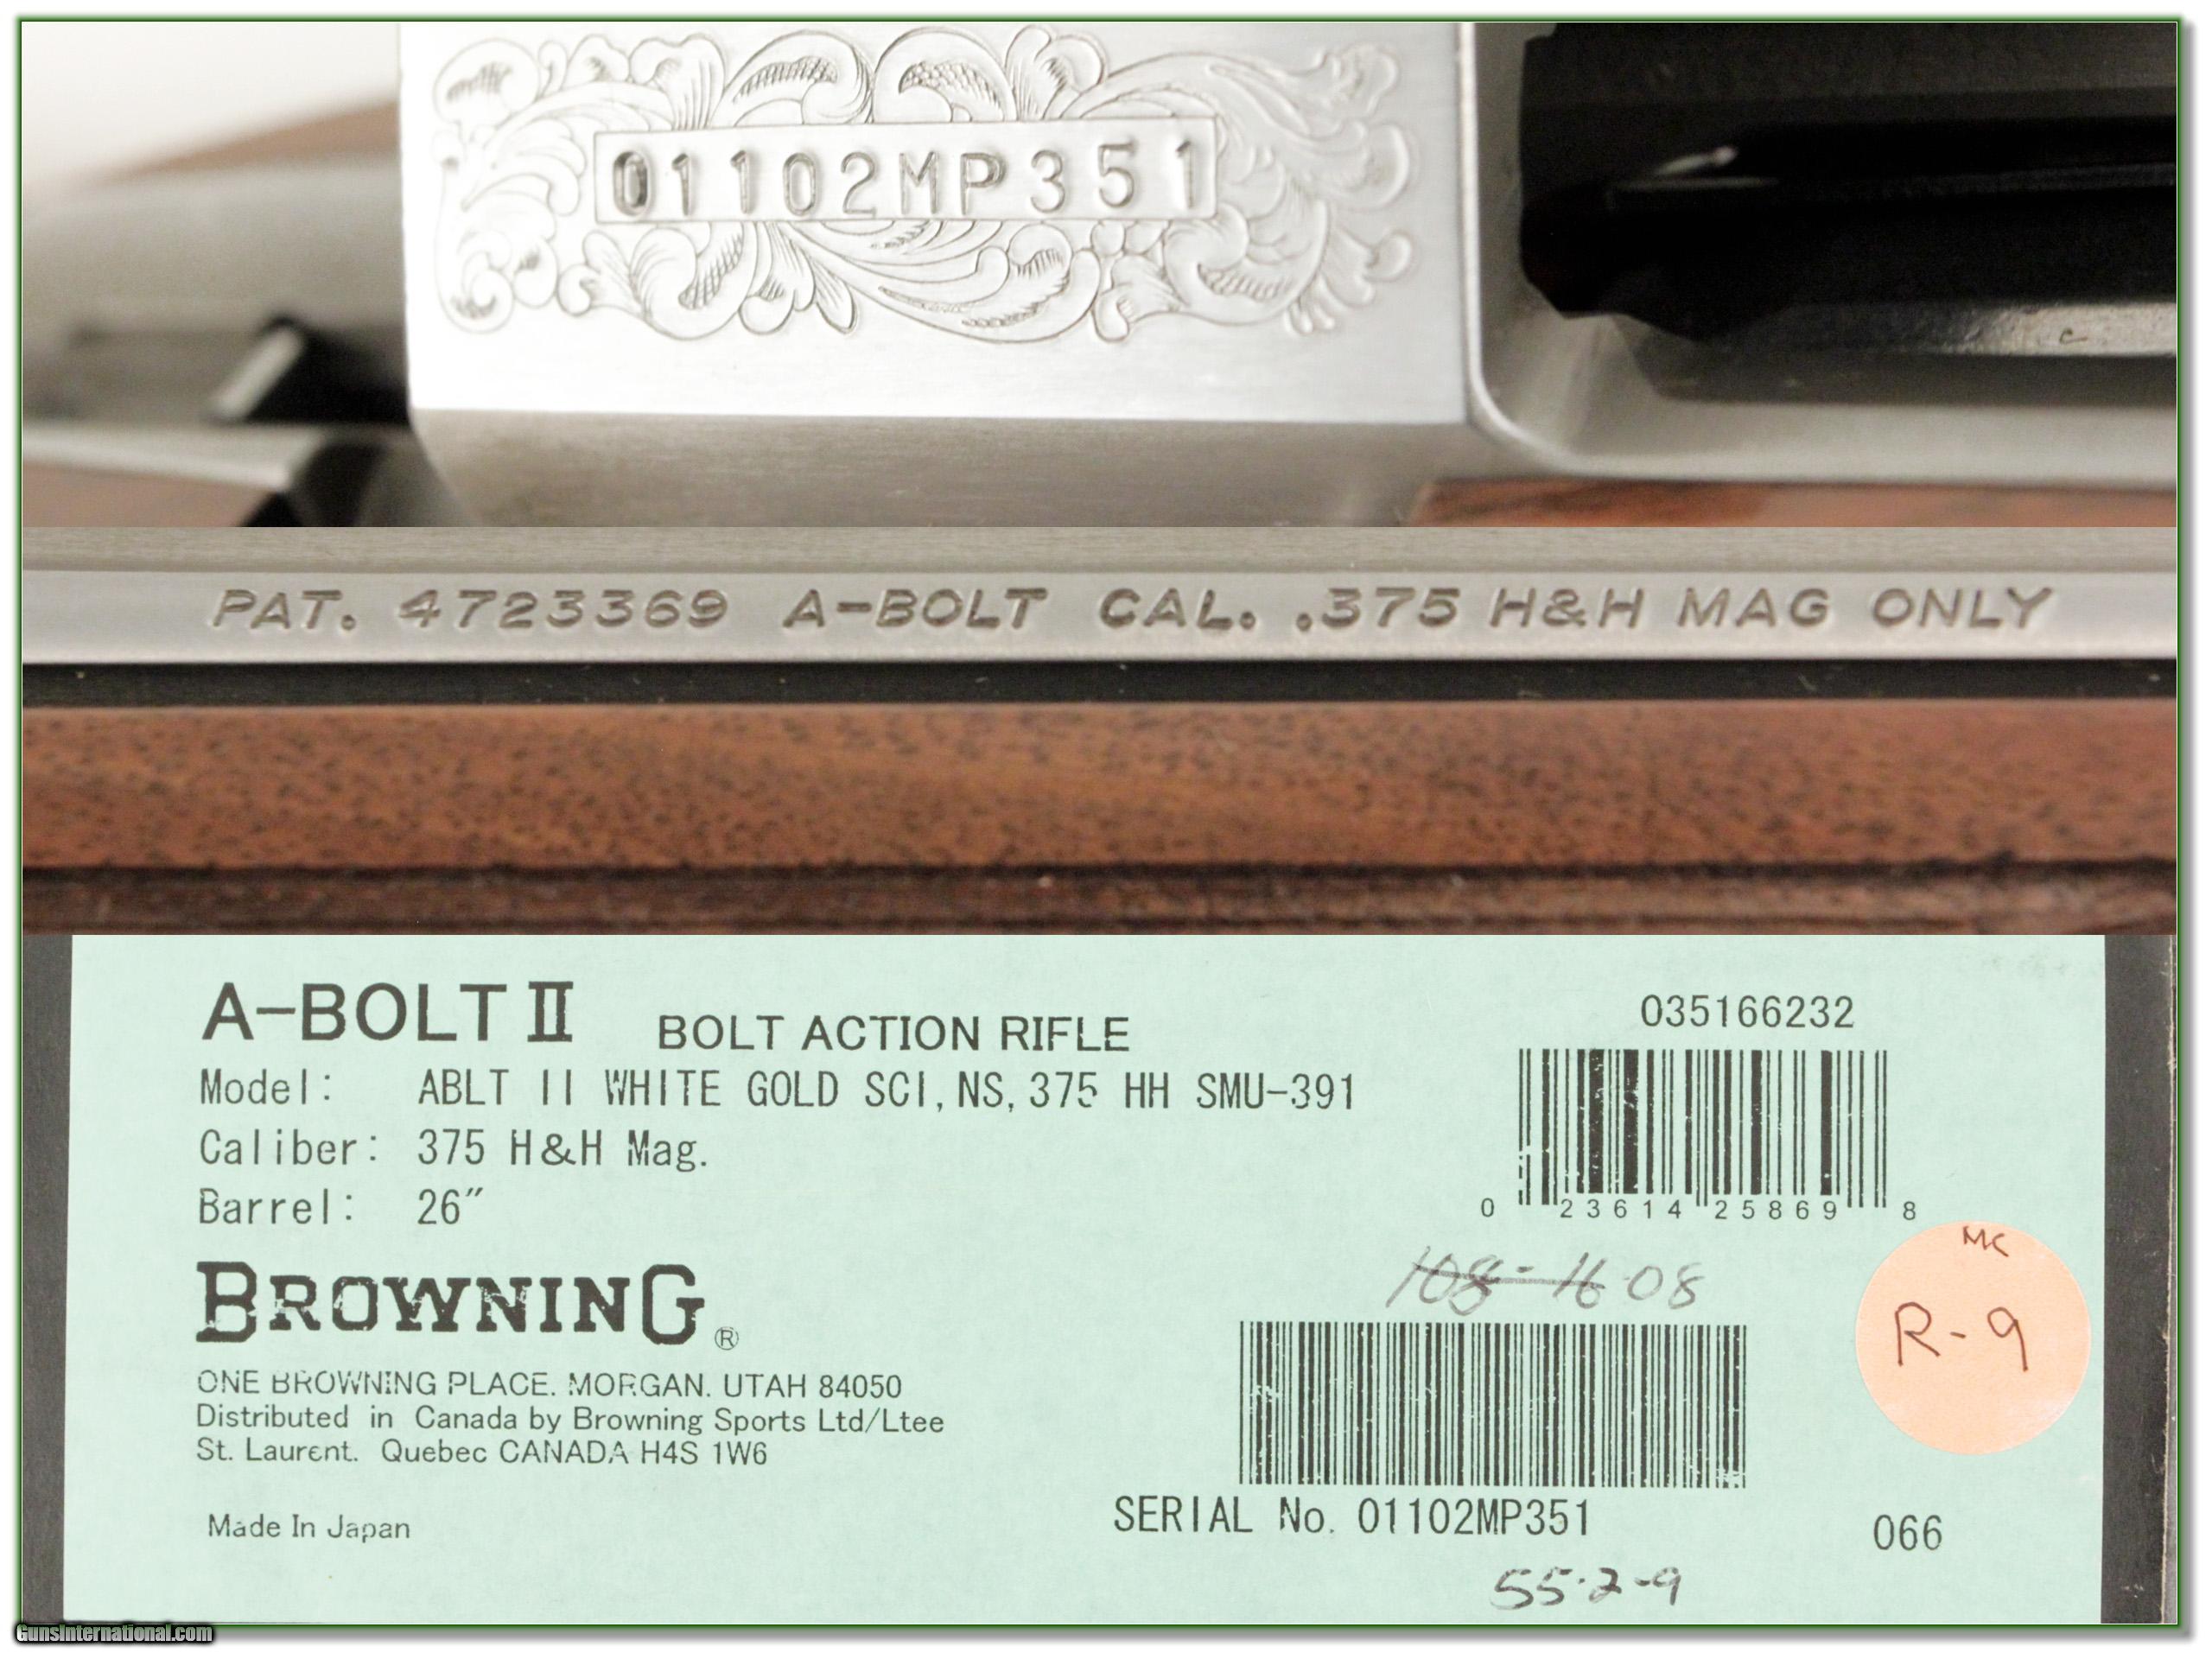 01102MP351
PAT. 4723369 A-BOLT CAL. .375 H&H MAG ONLY
A-BOLT II BOLT ACTION RIFLE
035166232
Model: ABLT II WHITE GOLD SCI,NS,375 HH SMU-391
Caliber: 375 H&H Mag.
Barrel: 26"
0 23614 25869 8
MC
R-9
108-1608
BROWNING®
ONE BROWNING PLACE. MORGAN. UTAH 84050
Distributed in Canada by Browning Sports Ltd/Ltee
St. Laurent. Quebec CANADA H4S 1W6
Made In Japan
SERIAL No. 01102MP351
066
55-2-9
GunsInternational.com